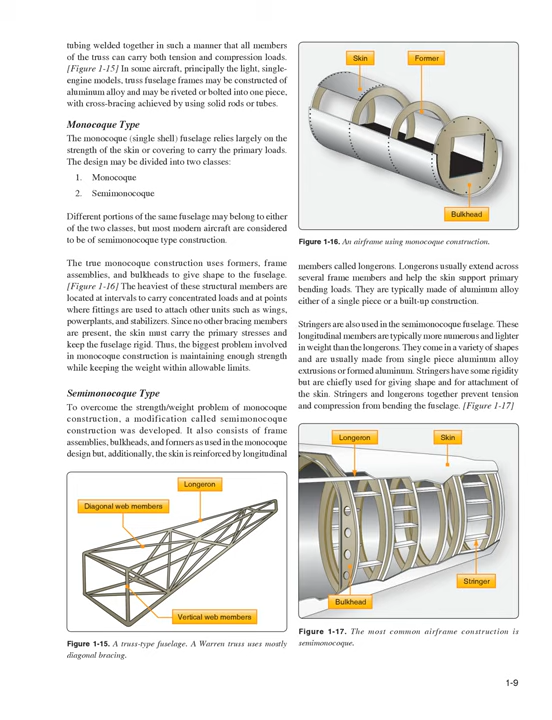 tubing welded together in such a manner that all members
of the truss can carry both tension and compression loads.
[Figure 1-15] In some aircraft, principally the light, single-
engine models, truss fuselage frames may be constructed of
aluminum alloy and may be riveted or bolted into one piece,
with cross-bracing achieved by using solid rods or tubes.
Monocoque Type
The monocoque (single shell) fuselage relies largely on the
strength of the skin or covering to carry the primary loads.
The design may be divided into two classes:
1. Monocoque
2. Semimonocoque
Different portions of the same fuselage may belong to either
of the two classes, but most modern aircraft are considered
to be of semimonocoque type construction.
The true monocoque construction uses formers, frame
assemblies, and bulkheads to give shape to the fuselage.
[Figure 1-16] The heaviest of these structural members are
located at intervals to carry concentrated loads and at points
where fittings are used to attach other units such as wings,
powerplants, and stabilizers. Since no other bracing members
are present, the skin must carry the primary stresses and
keep the fuselage rigid. Thus, the biggest problem involved
in monocoque construction is maintaining enough strength
while keeping the weight within allowable limits.
Semimonocoque Type
To overcome the strength/weight problem of monocoque
construction, a modification called semimonocoque
construction was developed. It also consists of frame
assemblies, bulkheads, and formers as used in the monocoque
design but, additionally, the skin is reinforced by longitudinal
Longeron
Diagonal web members
Vertical web members
Figure 1-15. A truss-type fuselage. A Warren truss uses mostly
diagonal bracing.
Skin
Former
Bulkhead
Figure 1-16. An airframe using monocoque construction.
members called longerons. Longerons usually extend across
several frame members and help the skin support primary
bending loads. They are typically made of aluminum alloy
either of a single piece or a built-up construction.
Stringers are also used in the semimonocoque fuselage. These
longitudinal members are typically more numerous and lighter
in weight than the longerons. They come in a variety of shapes
and are usually made from single piece aluminum alloy
extrusions or formed aluminum. Stringers have some rigidity
but are chiefly used for giving shape and for attachment of
the skin. Stringers and longerons together prevent tension
and compression from bending the fuselage. [Figure 1-17]
Longeron
Skin
Stringer
Bulkhead
Figure 1-17. The most common airframe construction is
semimonocoque.
1-9